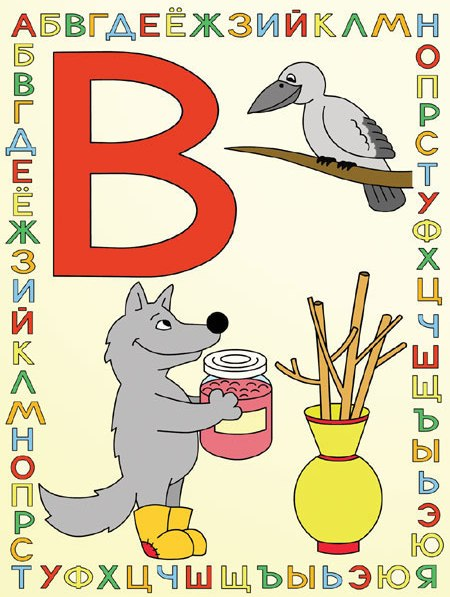 АБВГДЕЁЖЗИЙКЛМН
ОПРСТУФХЦЧШЩЪЫЬЭЮ
В
БВГДЕЁЖЗИЙКЛМНОПРС
ТУФХЦЧШЩЪЫЬЭЮЯ